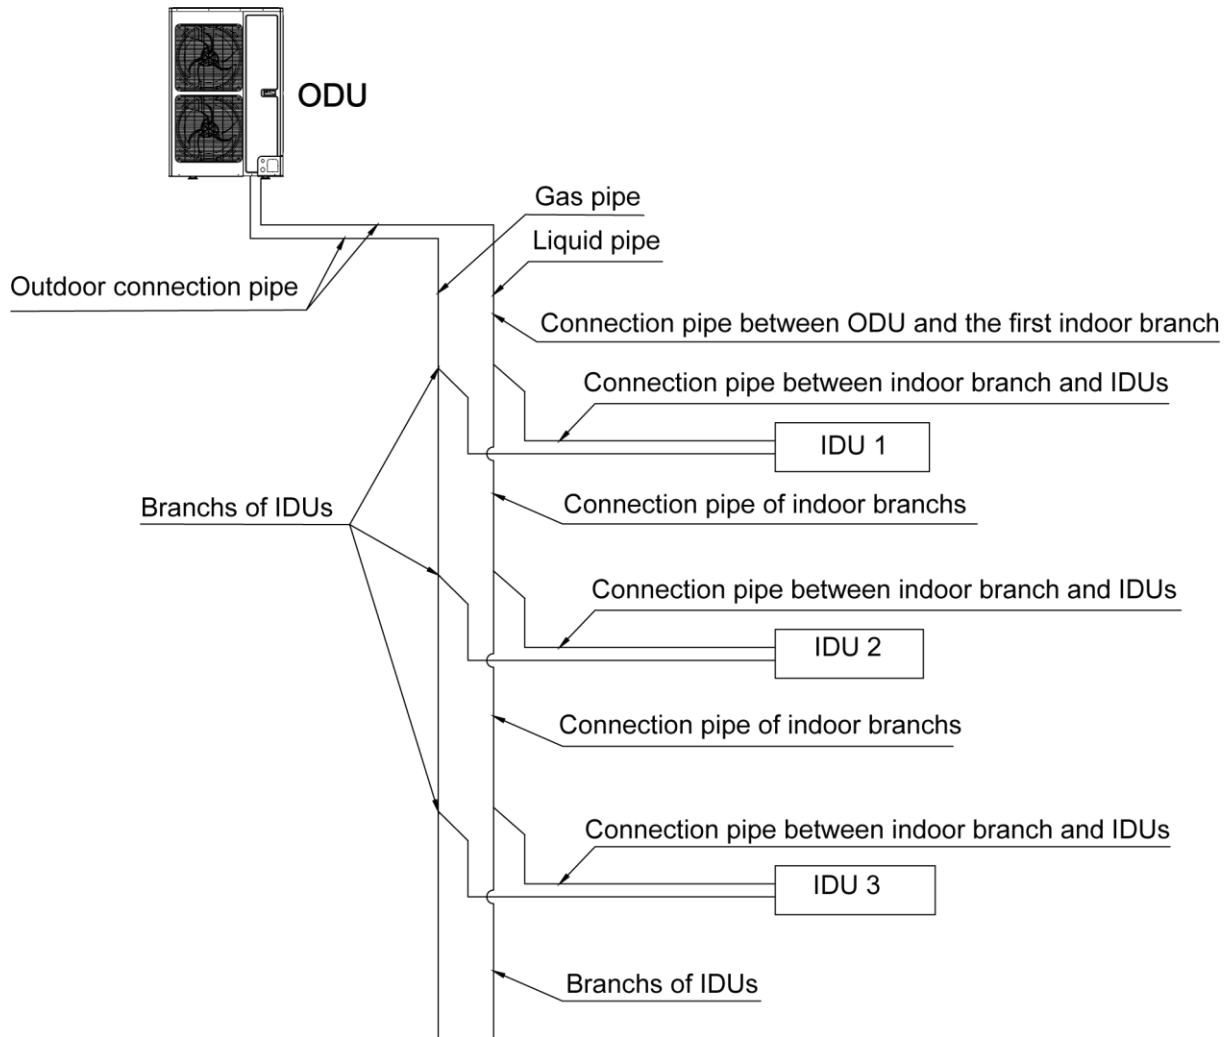 ODU
Gas pipe
Liquid pipe
Outdoor connection pipe
Connection pipe between ODU and the first indoor branch
Connection pipe between indoor branch and IDUs
IDU 1
Branchs of IDUs
Connection pipe of indoor branchs
Connection pipe between indoor branch and IDUs
IDU 2
Connection pipe of indoor branchs
Connection pipe between indoor branch and IDUs
IDU 3
Branchs of IDUs